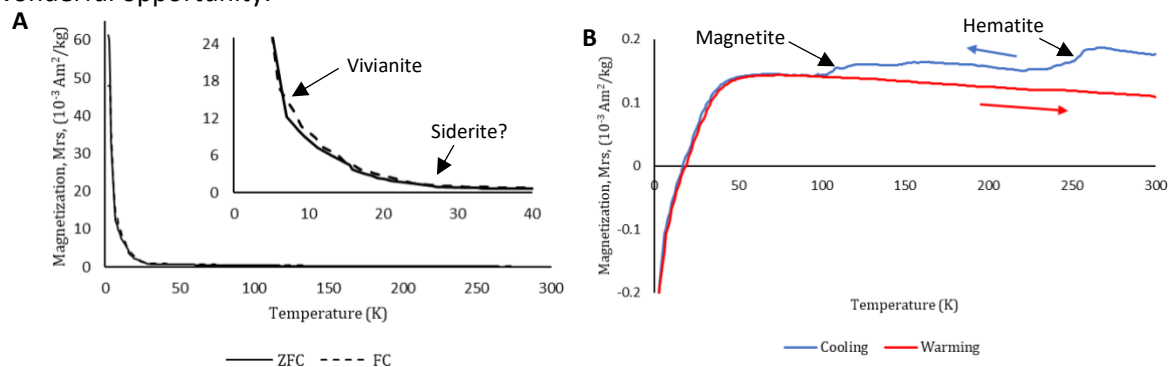 wonderful opportunity.
A
Magnetization, Mrs, (10⁻³ Am²/kg)
60
50
40
30
20
10
0
0 50 100 150 200 250 300
Temperature (K)
24
18
12
6
0
0 10 20 30 40
Vivianite
Siderite?
ZFC FC
B
Magnetization, Mrs, (10⁻³ Am²/kg)
0.2
0.1
0
-0.1
-0.2
0 50 100 150 200 250 300
Magnetite
Hematite
Temperature (K)
Cooling Warming